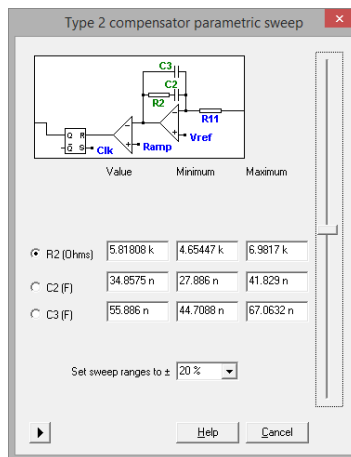 Type 2 compensator parametric sweep
x
C3
C2
R2
R11
Vref
Ramp
Q R
Q S
Clk
Value Minimum Maximum
R2 (Ohms) 5.81808 k 4.65447 k 6.9817 k
C2 (F) 34.8575 n 27.886 n 41.829 n
C3 (F) 55.886 n 44.7088 n 67.0632 n
Set sweep ranges to ± 20 %
Help Cancel